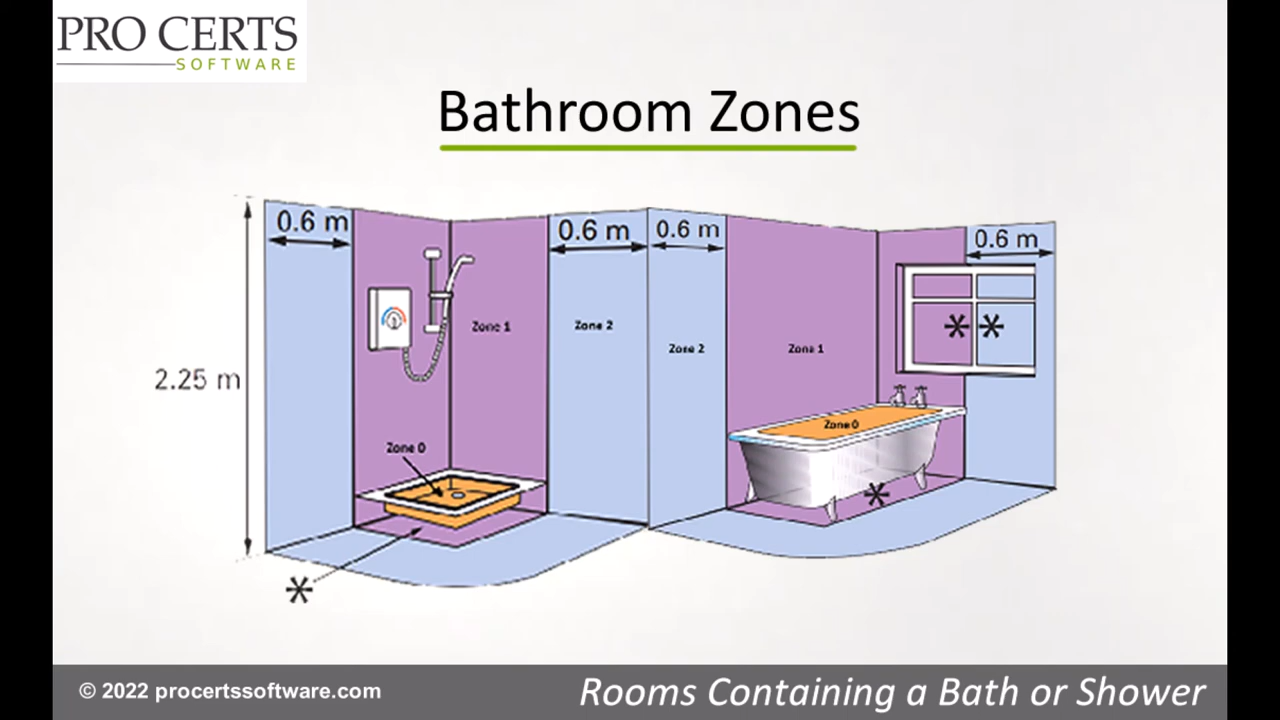 PRO CERTS
SOFTWARE
Bathroom Zones
0.6 m
0.6 m
0.6 m
0.6 m
Zone 1
Zone 2
Zone 2
Zone 1
* *
2.25 m
Zone 0
Zone 0
*
*
© 2022 procertssoftware.com
Rooms Containing a Bath or Shower